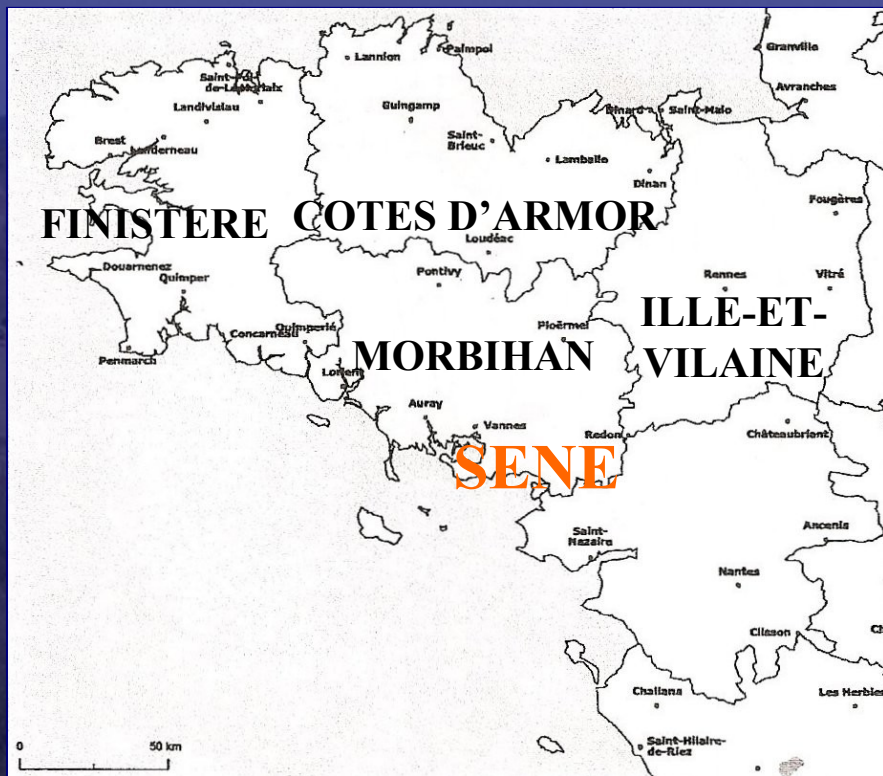 Paimpol
Granville
Lannion
Avranches
Landivisiau
Guingamp
Dinard
Saint-Malo
Brest
Landerneau
Saint-
Brieuc
Lamballe
Dinan
Fougères
FINISTERE
COTES D'ARMOR
Loudéac
Douarnenez
Quimper
Pontivy
Rennes
Vitré
ILLE-ET-
VILAINE
Ploërmel
Concarneau
Quimperlé
MORBIHAN
Penmarch
Lorient
Auray
Vannes
Redon
Châteaubriant
SENE
Saint-
Nazaire
Ancenis
Nantes
Clisson
Challans
Les Herbie
Saint-Hilaire-
de-Riez
0
50 km